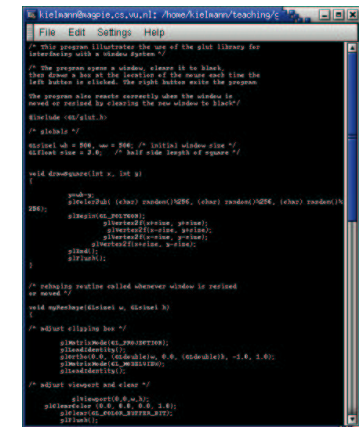 kielmann@magpie.cs.vu.nl: /home/kielmann/teaching/g
File Edit Settings Help
/* This program illustrates the use of the glut library for
interfacing with a window system */
/* The program opens a window, clears it to black,
then draws a box at the location of the mouse each time the
left button is clicked. The right button exits the program
The program also reacts correctly when the window is
moved or resized by clearing the new window to black*/
#include <GL/glut.h>
/* globals */
GLsizei wh = 500, ww = 500; /* initial window size */
GLfloat size = 3.0; /* half side length of square */
void drawSquare(int x, int y)
{
y=wh-y;
glColor3ub( (char) random()%256, (char) random()%256, (char) random()%
256);
glBegin(GL_POLYGON);
glVertex2f(x+size, y+size);
glVertex2f(x-size, y+size);
glVertex2f(x-size, y-size);
glVertex2f(x+size, y-size);
glEnd();
glFlush();
}
/* reshaping routine called whenever window is resized
or moved */
void myReshape(GLsizei w, GLsizei h)
{
/* adjust clipping box */
glMatrixMode(GL_PROJECTION);
glLoadIdentity();
glOrtho(0.0, (GLdouble)w, 0.0, (GLdouble)h, -1.0, 1.0);
glMatrixMode(GL_MODELVIEW);
glLoadIdentity();
/* adjust viewport and clear */
glViewport(0,0,w,h);
glClearColor (0.0, 0.0, 0.0, 1.0);
glClear(GL_COLOR_BUFFER_BIT);
glFlush();